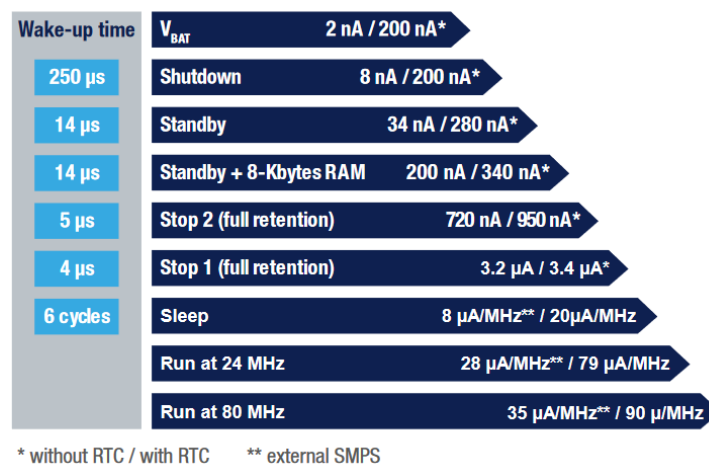 Wake-up time V_BAT 2 nA / 200 nA*
250 µs Shutdown 8 nA / 200 nA*
14 µs Standby 34 nA / 280 nA*
14 µs Standby + 8-Kbytes RAM 200 nA / 340 nA*
5 µs Stop 2 (full retention) 720 nA / 950 nA*
4 µs Stop 1 (full retention) 3.2 µA / 3.4 µA*
6 cycles Sleep 8 µA/MHz** / 20µA/MHz
Run at 24 MHz 28 µA/MHz** / 79 µA/MHz
Run at 80 MHz 35 µA/MHz** / 90 µ/MHz
* without RTC / with RTC ** external SMPS